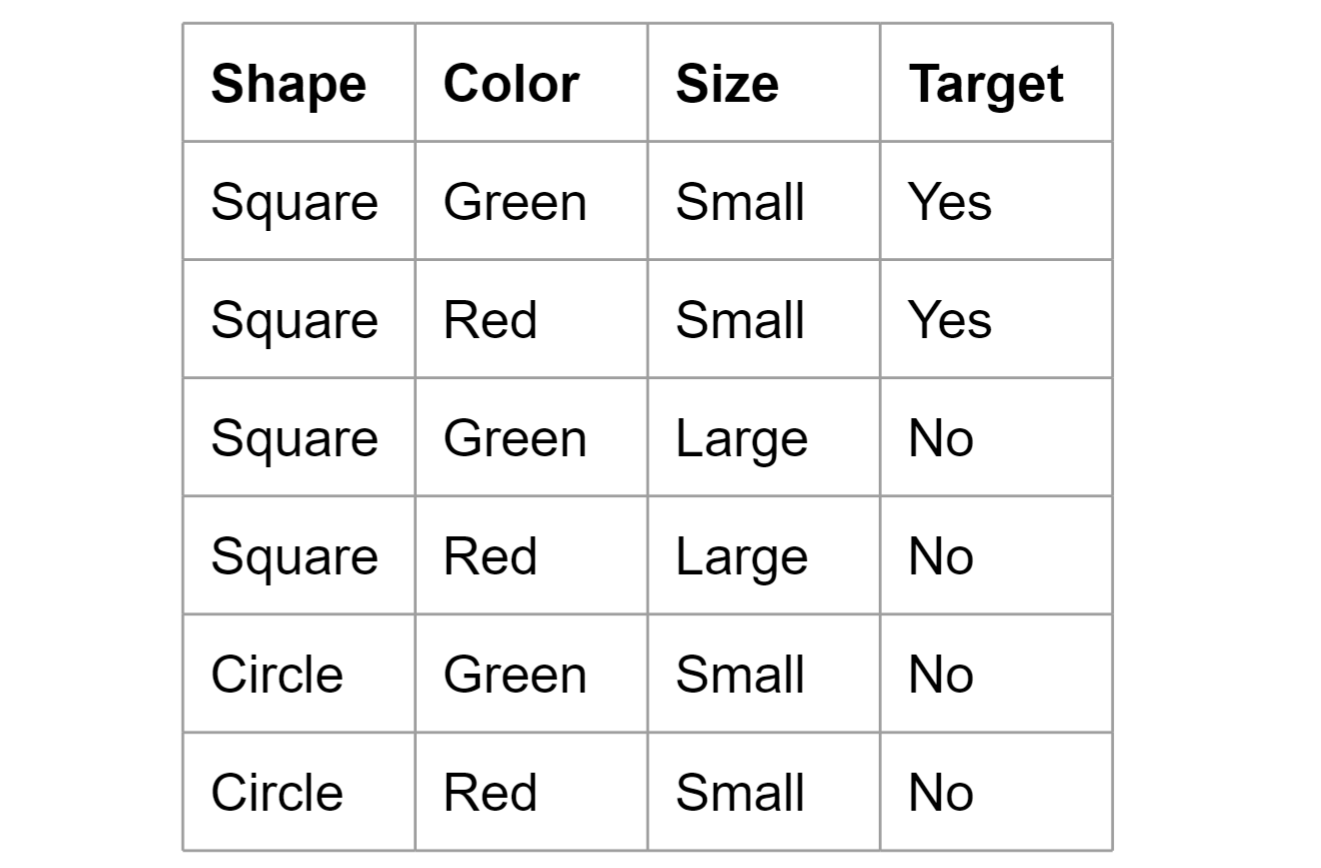 Shape Color Size Target
Square Green Small Yes
Square Red Small Yes
Square Green Large No
Square Red Large No
Circle Green Small No
Circle Red Small No